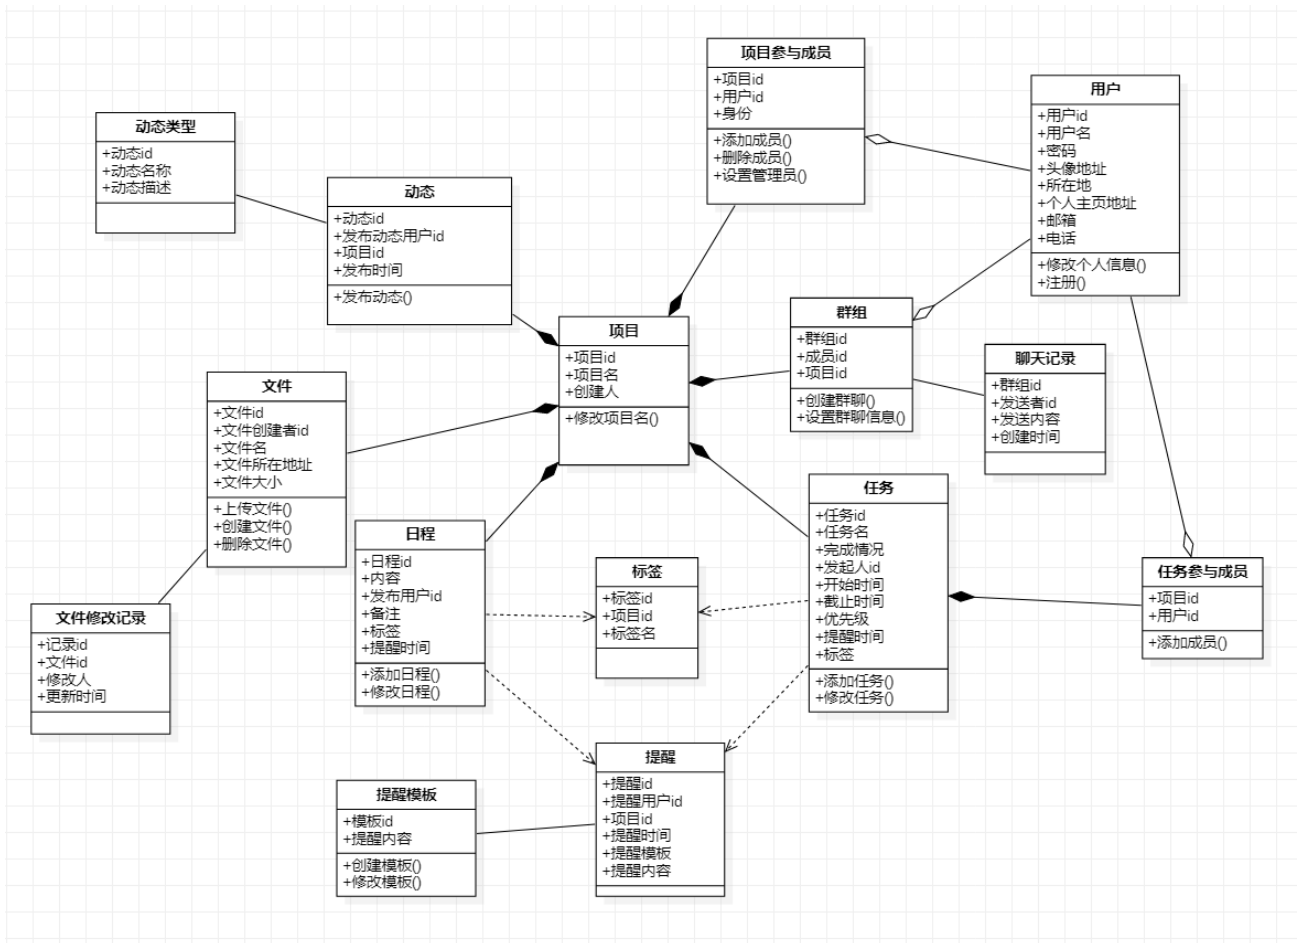 项目参与成员
+项目id
+用户id
+身份
+添加成员()
+删除成员()
+设置管理员()
用户
+用户id
+用户名
+密码
+头像地址
+所在地
+个人主页地址
+邮箱
+电话
+修改个人信息()
+注册()
动态类型
+动态id
+动态名称
+动态描述
动态
+动态id
+发布动态用户id
+项目id
+发布时间
+发布动态()
项目
+项目id
+项目名
+创建人
+修改项目名()
群组
+群组id
+成员id
+项目id
+创建群聊()
+设置群聊信息()
聊天记录
+群组id
+发送者id
+发送内容
+创建时间
文件
+文件id
+文件创建者id
+文件名
+文件所在地址
+文件大小
+上传文件()
+创建文件()
+删除文件()
日程
+日程id
+内容
+发布用户id
+备注
+标签
+提醒时间
+添加日程()
+修改日程()
标签
+标签id
+项目id
+标签名
任务
+任务id
+任务名
+完成情况
+发起人id
+开始时间
+截止时间
+优先级
+提醒时间
+标签
+添加任务()
+修改任务()
任务参与成员
+项目id
+用户id
+添加成员()
文件修改记录
+记录id
+文件id
+修改人
+更新时间
提醒
+提醒id
+提醒用户id
+项目id
+提醒时间
+提醒模板
+提醒内容
提醒模板
+模板id
+提醒内容
+创建模板()
+修改模板()